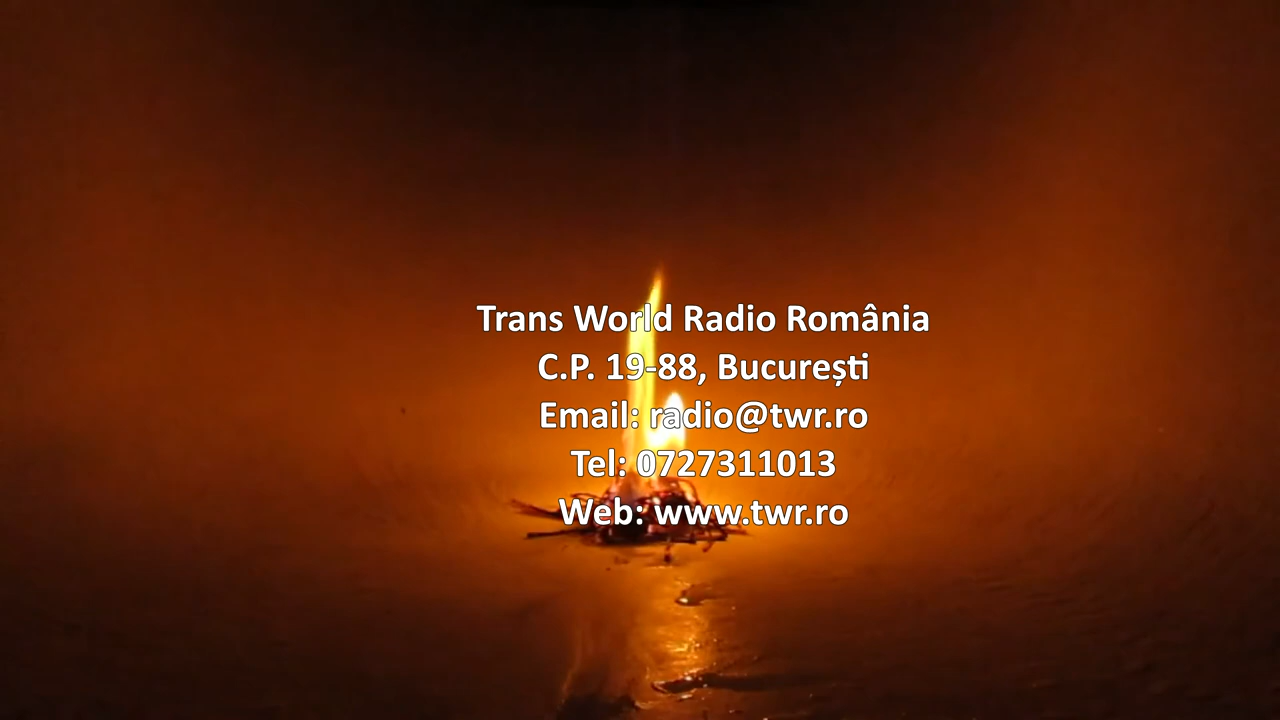 Trans World Radio România
C.P. 19-88, București
Email: radio@twr.ro
Tel: 0727311013
Web: www.twr.ro